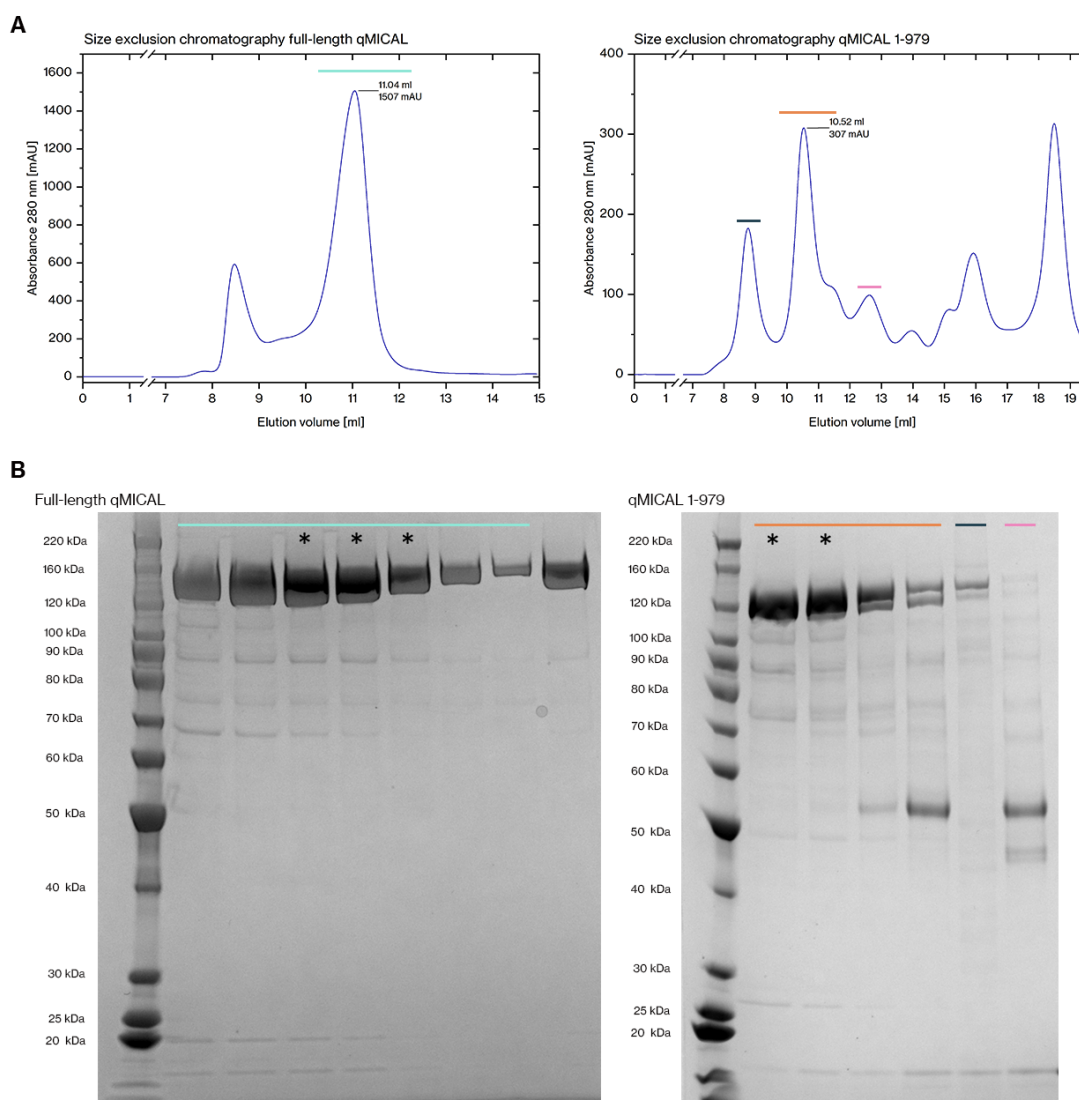 A
Size exclusion chromatography full-length qMICAL
1600
1400
1200
1000
800
600
400
200
0
Absorbance 280 nm [mAU]
11.04 ml
1507 mAU
0 1 7 8 9 10 11 12 13 14 15
Elution volume [ml]
Size exclusion chromatography qMICAL 1-979
400
300
200
100
0
Absorbance 280 nm [mAU]
10.52 ml
307 mAU
0 1 7 8 9 10 11 12 13 14 15 16 17 18 19
Elution volume [ml]
B
Full-length qMICAL
220 kDa
160 kDa
120 kDa
100 kDa
90 kDa
80 kDa
70 kDa
60 kDa
50 kDa
40 kDa
30 kDa
25 kDa
20 kDa
* * *
qMICAL 1-979
220 kDa
160 kDa
120 kDa
100 kDa
90 kDa
80 kDa
70 kDa
60 kDa
50 kDa
40 kDa
30 kDa
25 kDa
20 kDa
* *